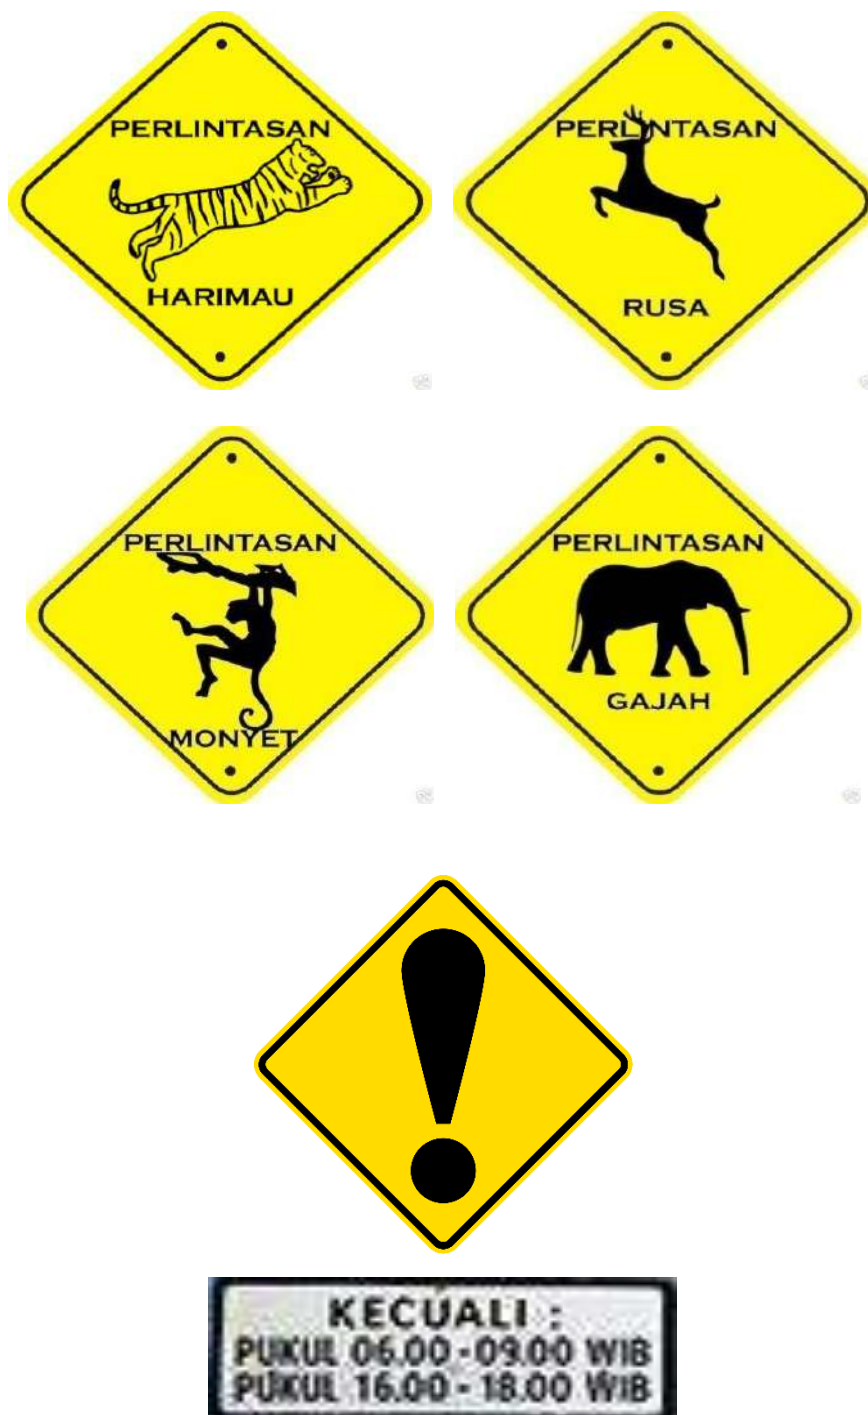 PERLINTASAN
HARIMAU
PERLINTASAN
RUSA
PERLINTASAN
MONYET
PERLINTASAN
GAJAH
!
KECUALI :
PUKUL 06.00 - 09.00 WIB
PUKUL 16.00 - 18.00 WIB